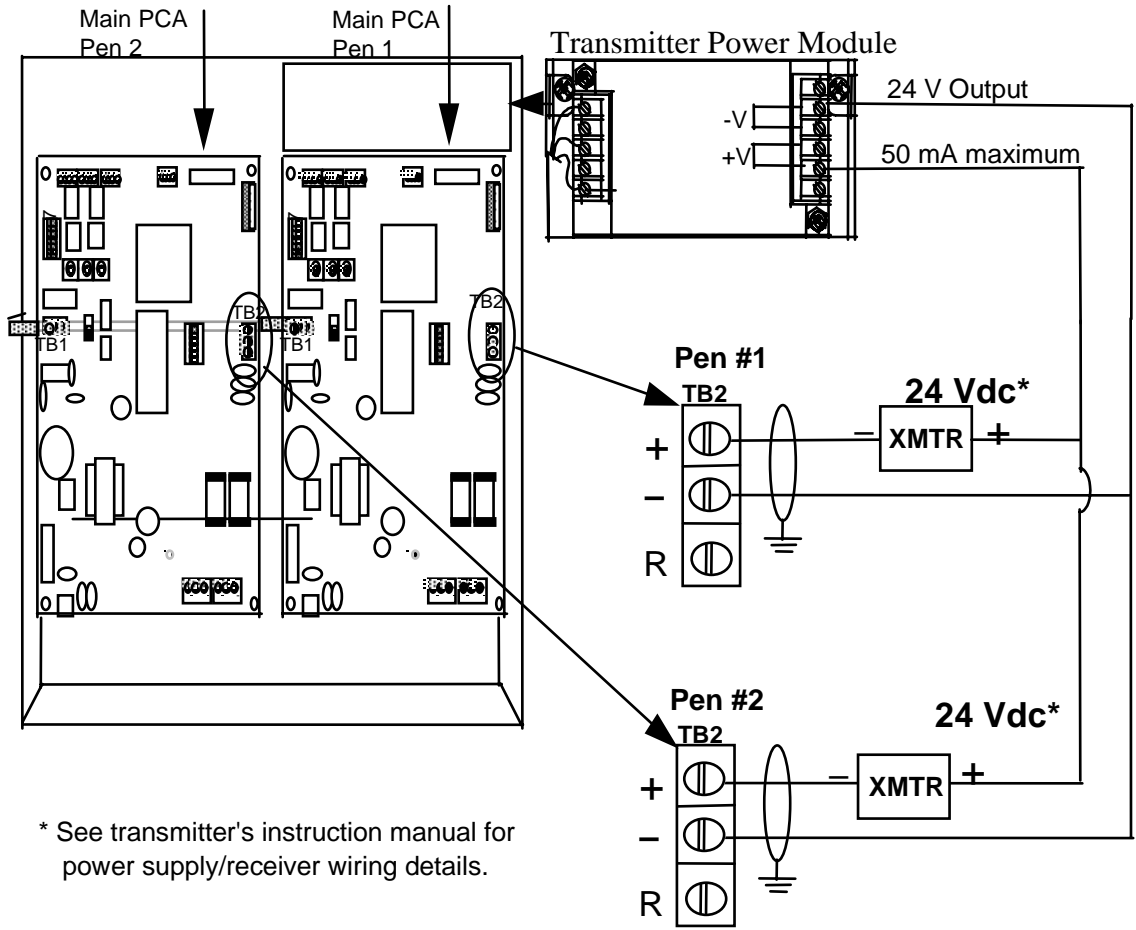 Main PCA
Pen 2
Main PCA
Pen 1
Transmitter Power Module
24 V Output
-V
+V
50 mA maximum
TB2
TB2
TB1
TB1
Pen #1
TB2
24 Vdc*
+
–
XMTR
+
–
R
Pen #2
TB2
24 Vdc*
+
–
XMTR
+
–
R
* See transmitter's instruction manual for
power supply/receiver wiring details.